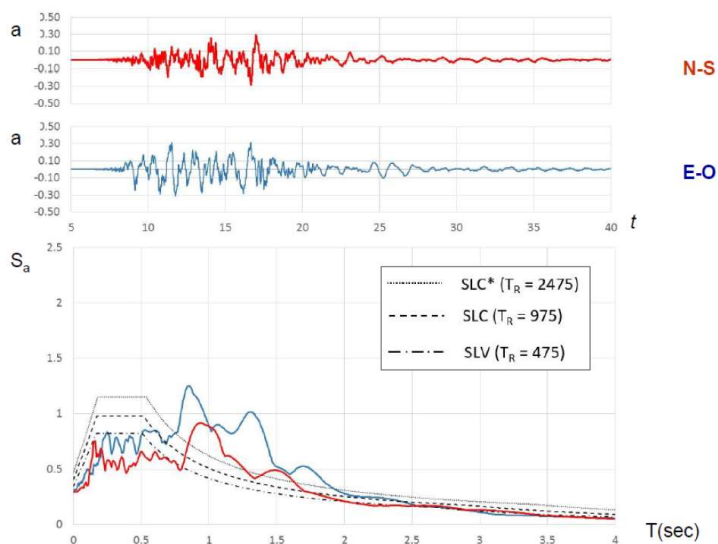 a
0.50
0.30
0.10
-0.10
-0.30
-0.50
N-S
a
0.50
0.30
0.10
-0.10
-0.30
-0.50
E-O
5 10 15 20 25 30 35 40
t
Sa
2.5
2
1.5
1
0.5
0
SLC* (TR = 2475)
SLC (TR = 975)
SLV (TR = 475)
0 0.5 0.5 1 1.5 2 2.5 3 3.5 4
T(sec)